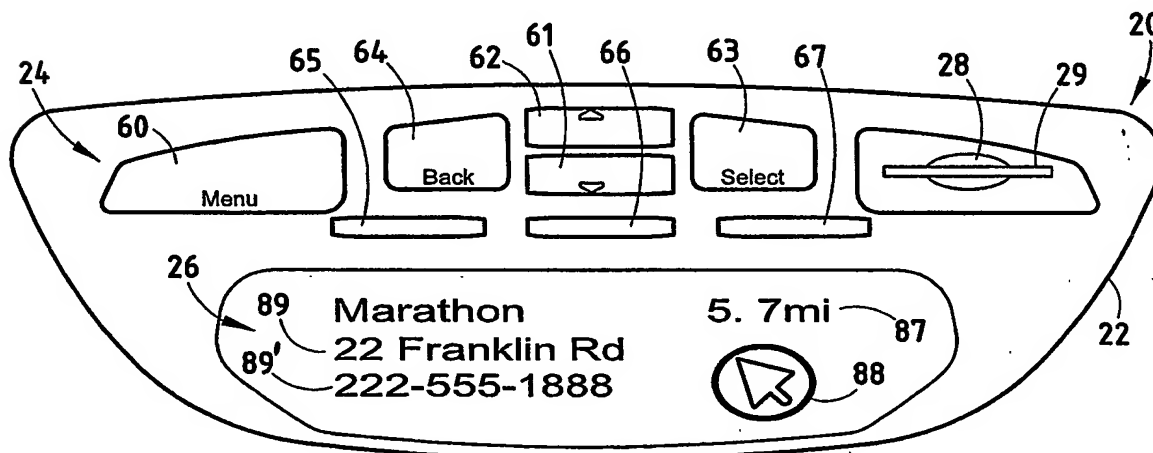 20
61
64 62 66 63 67
65 28 29
24
60
Back Select
Menu
26
89 Marathon 5. 7mi 87
22
22 Franklin Rd
89' 222-555-1888 88